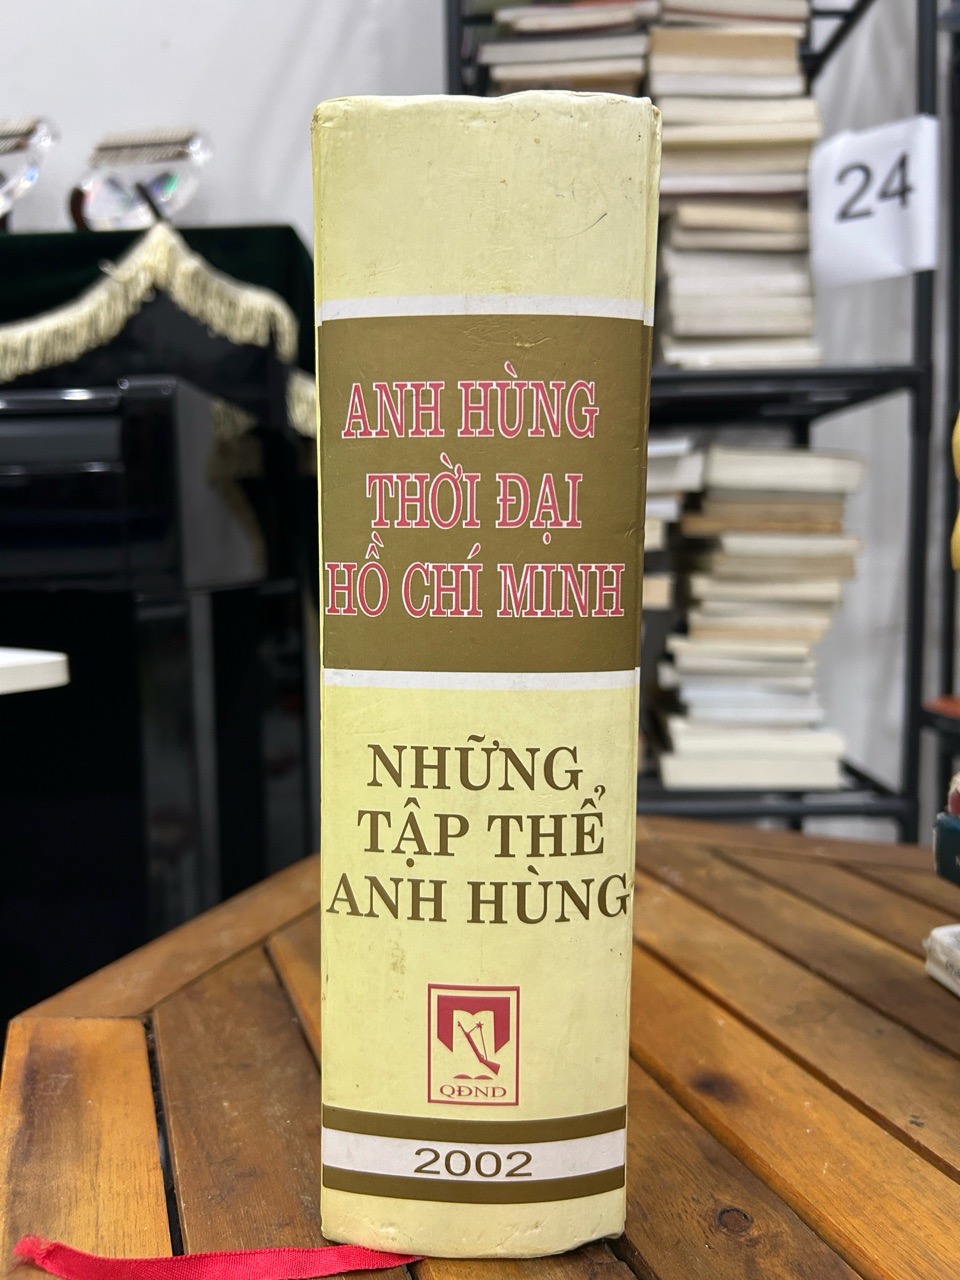 24
ANH HÙNG
THỜI ĐẠI
HỒ CHÍ MINH
NHỮNG
TẬP THỂ
ANH HÙNG
QĐND
2002